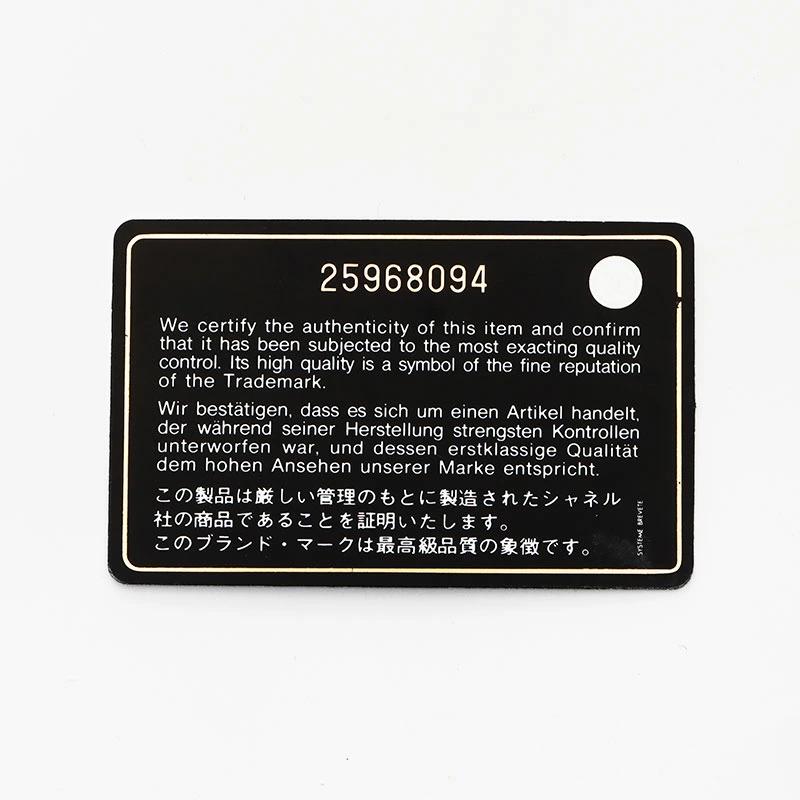 25968094
We certify the authenticity of this item and confirm
that it has been subjected to the most exacting quality
control. Its high quality is a symbol of the fine reputation
of the Trademark.
Wir bestätigen, dass es sich um einen Artikel handelt,
der während seiner Herstellung strengsten Kontrollen
unterworfen war, und dessen erstklassige Qualität
dem hohen Ansehen unserer Marke entspricht.
この製品は厳しい管理のもとに製造されたシャネル
社の商品であることを証明いたします。
このブランド・マークは最高級品質の象徴です。
SYSTEME BREVETE